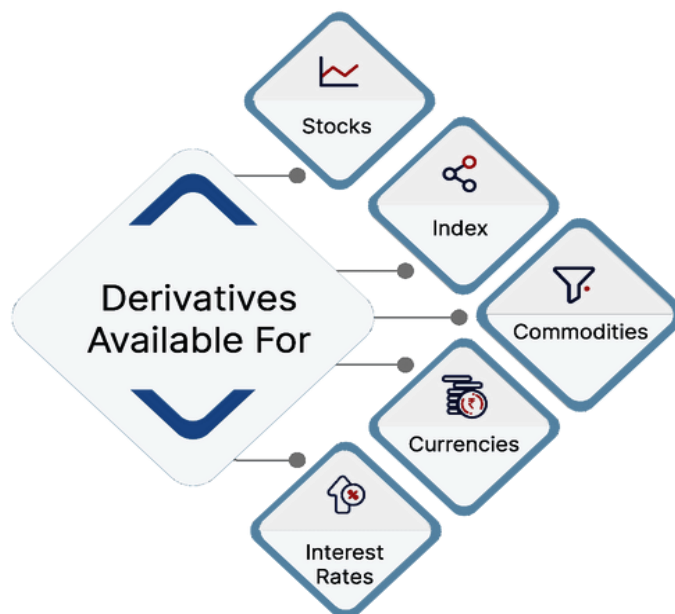 Stocks
Index
Derivatives
Available For
Commodities
₹
Currencies
%
Interest
Rates